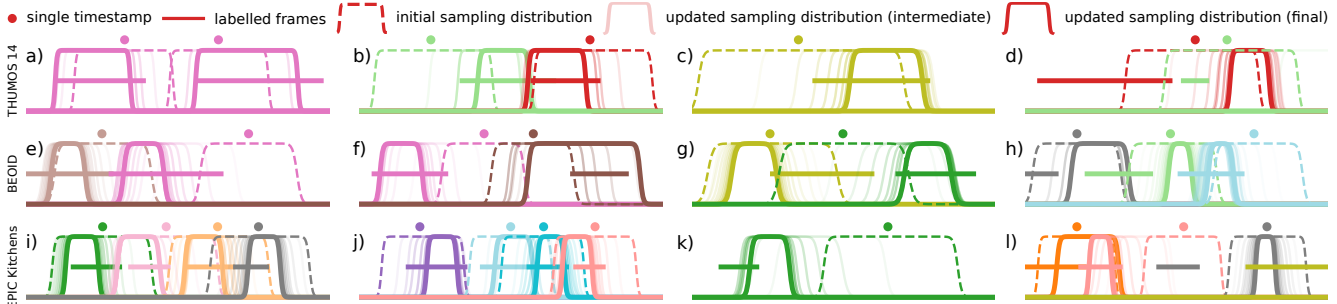 single timestamp labelled frames initial sampling distribution updated sampling distribution (intermediate) updated sampling distribution (final)
THUMOS 14
a) b) c) d)
BEOID
e) f) g) h)
EPIC Kitchens
i) j) k) l)